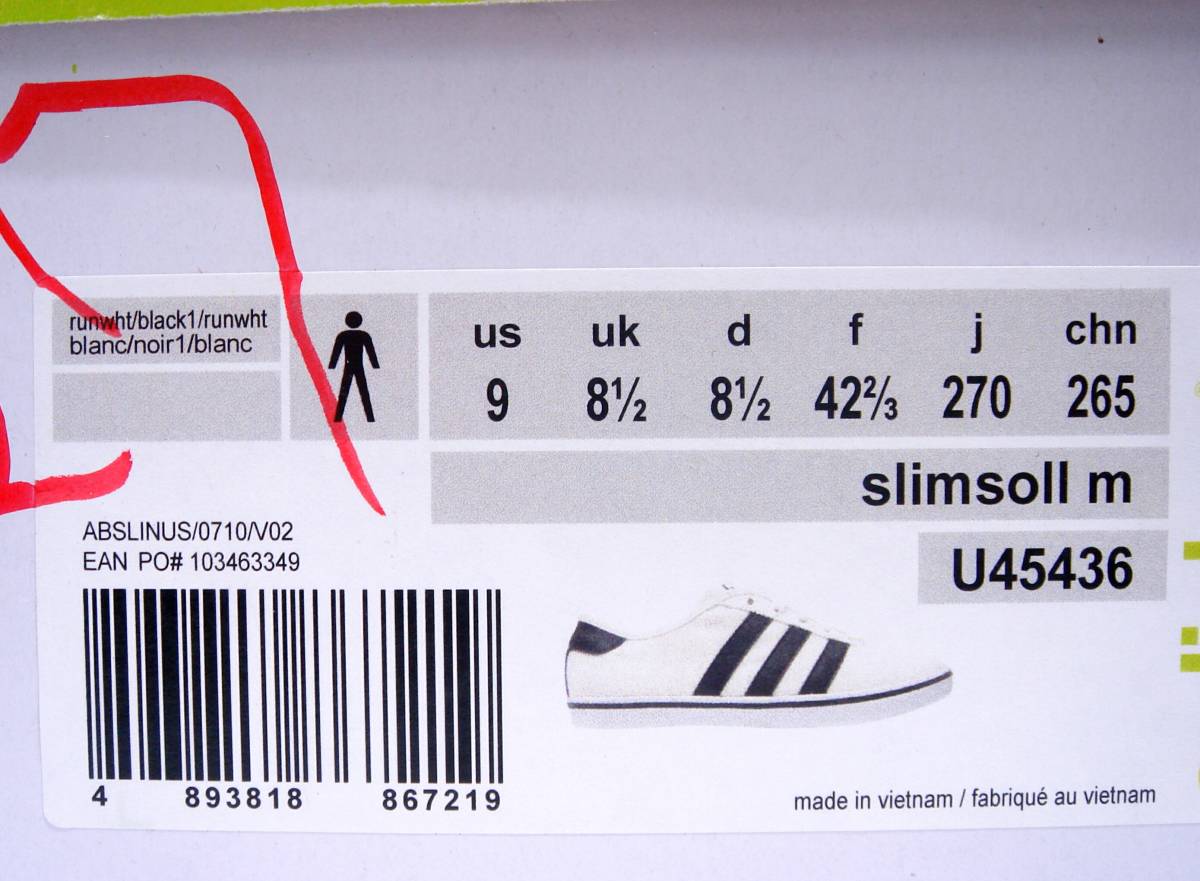 runwht/black1/runwht
blanc/noir1/blanc
us uk d f j chn
9 8½ 8½ 42⅔ 270 265
slimsoll m
U45436
ABSLINUS/0710/V02
EAN PO# 103463349
4 893818 867219
made in vietnam / fabriqué au vietnam